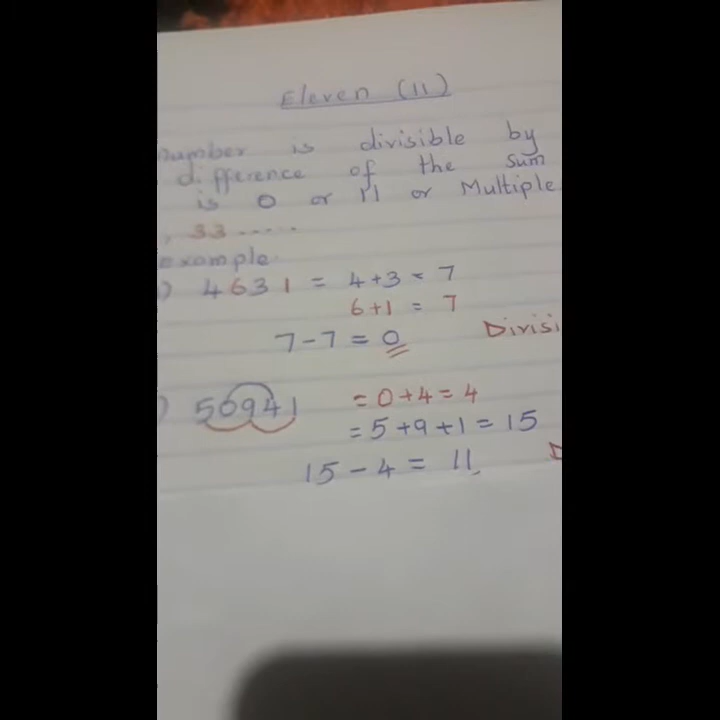 Eleven (11)
number is divisible by
difference of the sum
is 0 or 11 or Multiple
, 33 .....
example
) 4631 = 4+3 = 7
6+1 = 7
7-7 = 0
Divisi
) 50941 = 0+4 = 4
= 5+9+1 = 15
15 - 4 = 11